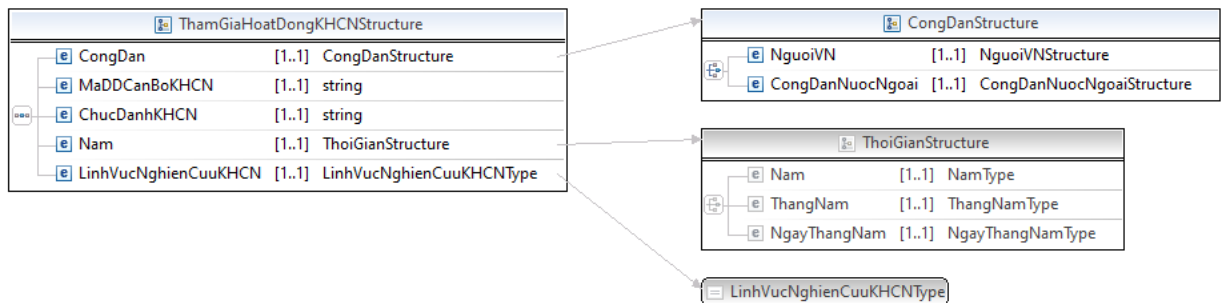 ThamGiaHoatDongKHCNStructure
e CongDan [1..1] CongDanStructure
e MaDDCanBoKHCN [1..1] string
e ChucDanhKHCN [1..1] string
e Nam [1..1] ThoiGianStructure
e LinhVucNghienCuuKHCN [1..1] LinhVucNghienCuuKHCNType
CongDanStructure
e NguoiVN [1..1] NguoiVNStructure
e CongDanNuocNgoai [1..1] CongDanNuocNgoaiStructure
ThoiGianStructure
e Nam [1..1] NamType
e ThangNam [1..1] ThangNamType
e NgayThangNam [1..1] NgayThangNamType
LinhVucNghienCuuKHCNType